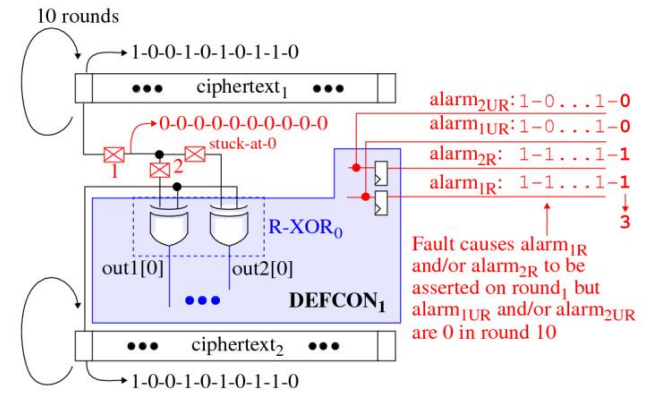 10 rounds
1-0-0-1-0-1-0-1-1-0
ciphertext1
alarm2UR: 1-0...1-0
0-0-0-0-0-0-0-0-0-0
alarm1UR: 1-0...1-0
stuck-at-0
alarm2R: 1-1...1-1
1
2
alarm1R: 1-1...1-1
3
R-XOR0
Fault causes alarm1R
and/or alarm2R to be
asserted on round1 but
alarm1UR and/or alarm2UR
are 0 in round 10
out1[0]
out2[0]
DEFCON1
10 rounds
ciphertext2
1-0-0-1-0-1-0-1-1-0